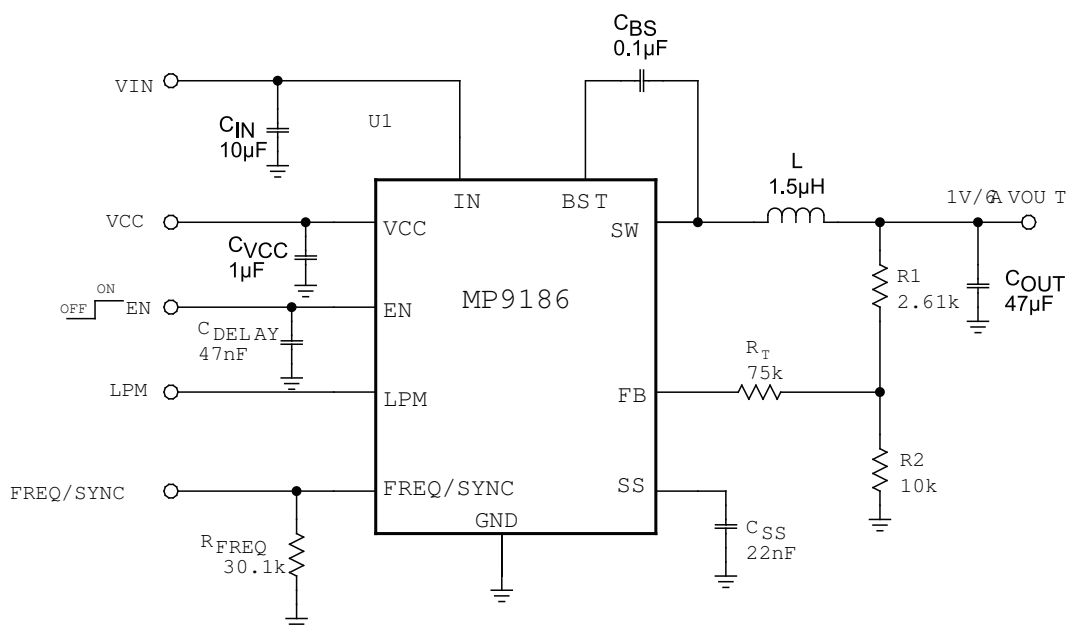 CBS
0.1µF
VIN
CIN
10µF
U1
IN
BST
L
1.5µH
1V/6A VOUT
VCC
VCC
SW
CVCC
1µF
R1
2.61k
COUT
47µF
MP9186
ON
OFF
EN
EN
CDELAY
47nF
RT
75k
LPM
LPM
FB
R2
10k
FREQ/SYNC
FREQ/SYNC
SS
GND
CSS
22nF
RFREQ
30.1k